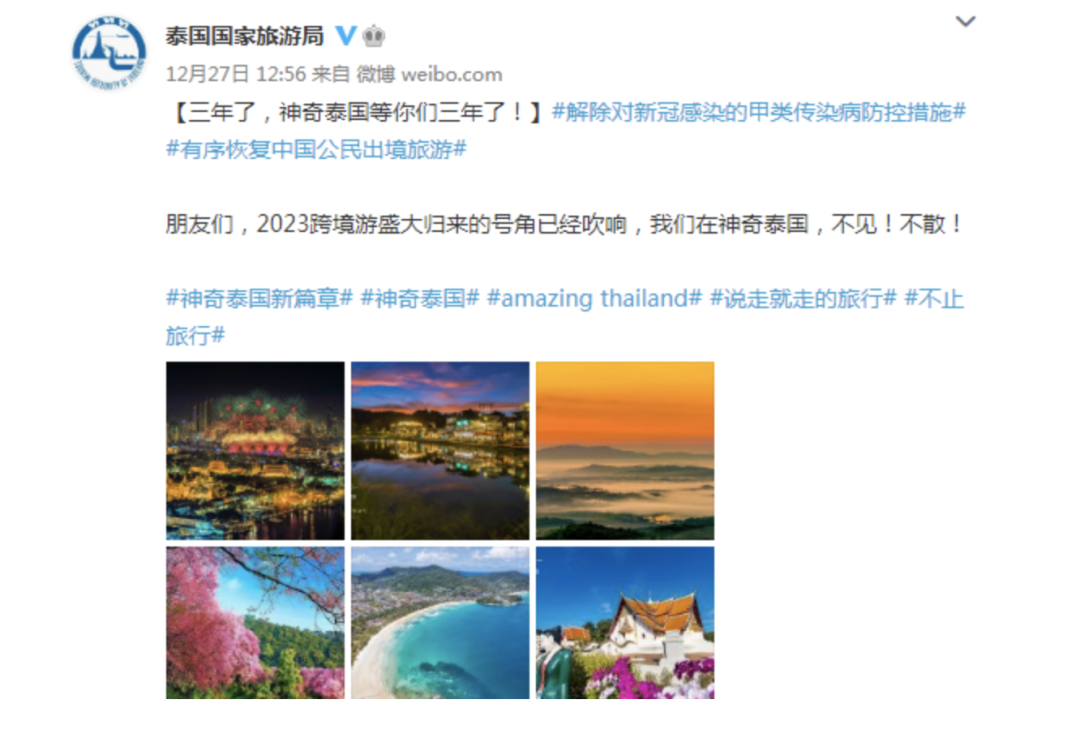 泰国国家旅游局
12月27日 12:56 来自 微博 weibo.com
【三年了，神奇泰国等你们三年了！】#解除对新冠感染的甲类传染病防控措施#
#有序恢复中国公民出境旅游#
朋友们，2023跨境游盛大归来的号角已经吹响，我们在神奇泰国，不见！不散！
#神奇泰国新篇章# #神奇泰国# #amazing thailand# #说走就走的旅行# #不止
旅行#